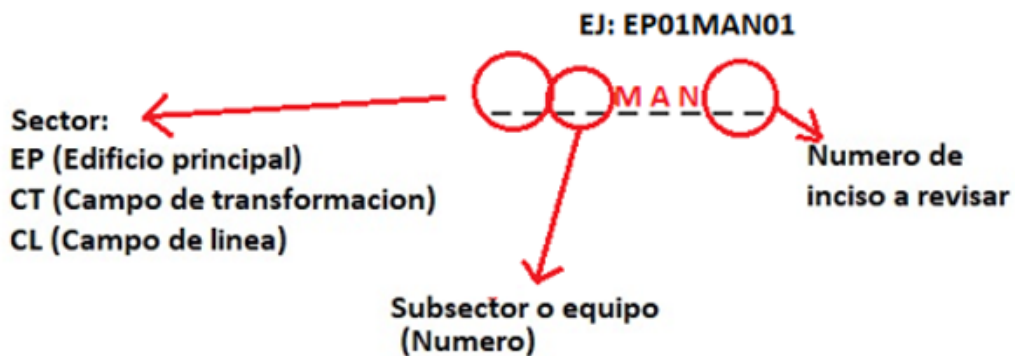 EJ: EP01MAN01
_ _ _ _ M A N _ _
Sector:
EP (Edificio principal)
CT (Campo de transformacion)
CL (Campo de linea)
Numero de
inciso a revisar
Subsector o equipo
(Numero)